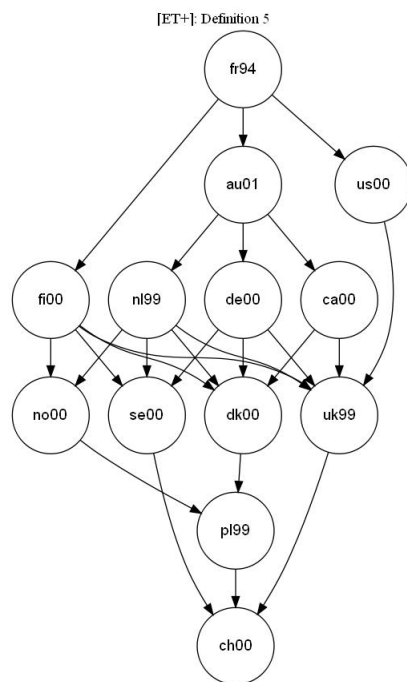 ⌈ET+⌉: Definition 5
fr94
au01
us00
fi00
nl99
de00
ca00
no00
se00
dk00
uk99
pl99
ch00